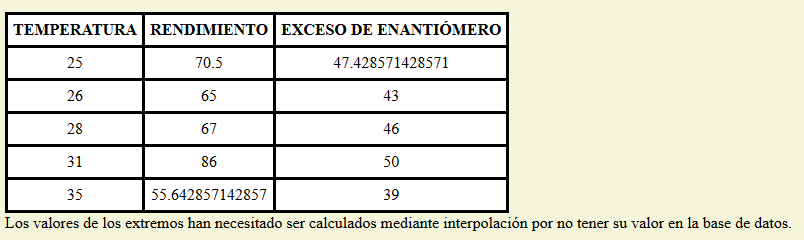 TEMPERATURA RENDIMIENTO EXCESO DE ENANTIÓMERO
25 70.5 47.428571428571
26 65 43
28 67 46
31 86 50
35 55.642857142857 39
Los valores de los extremos han necesitado ser calculados mediante interpolación por no tener su valor en la base de datos.